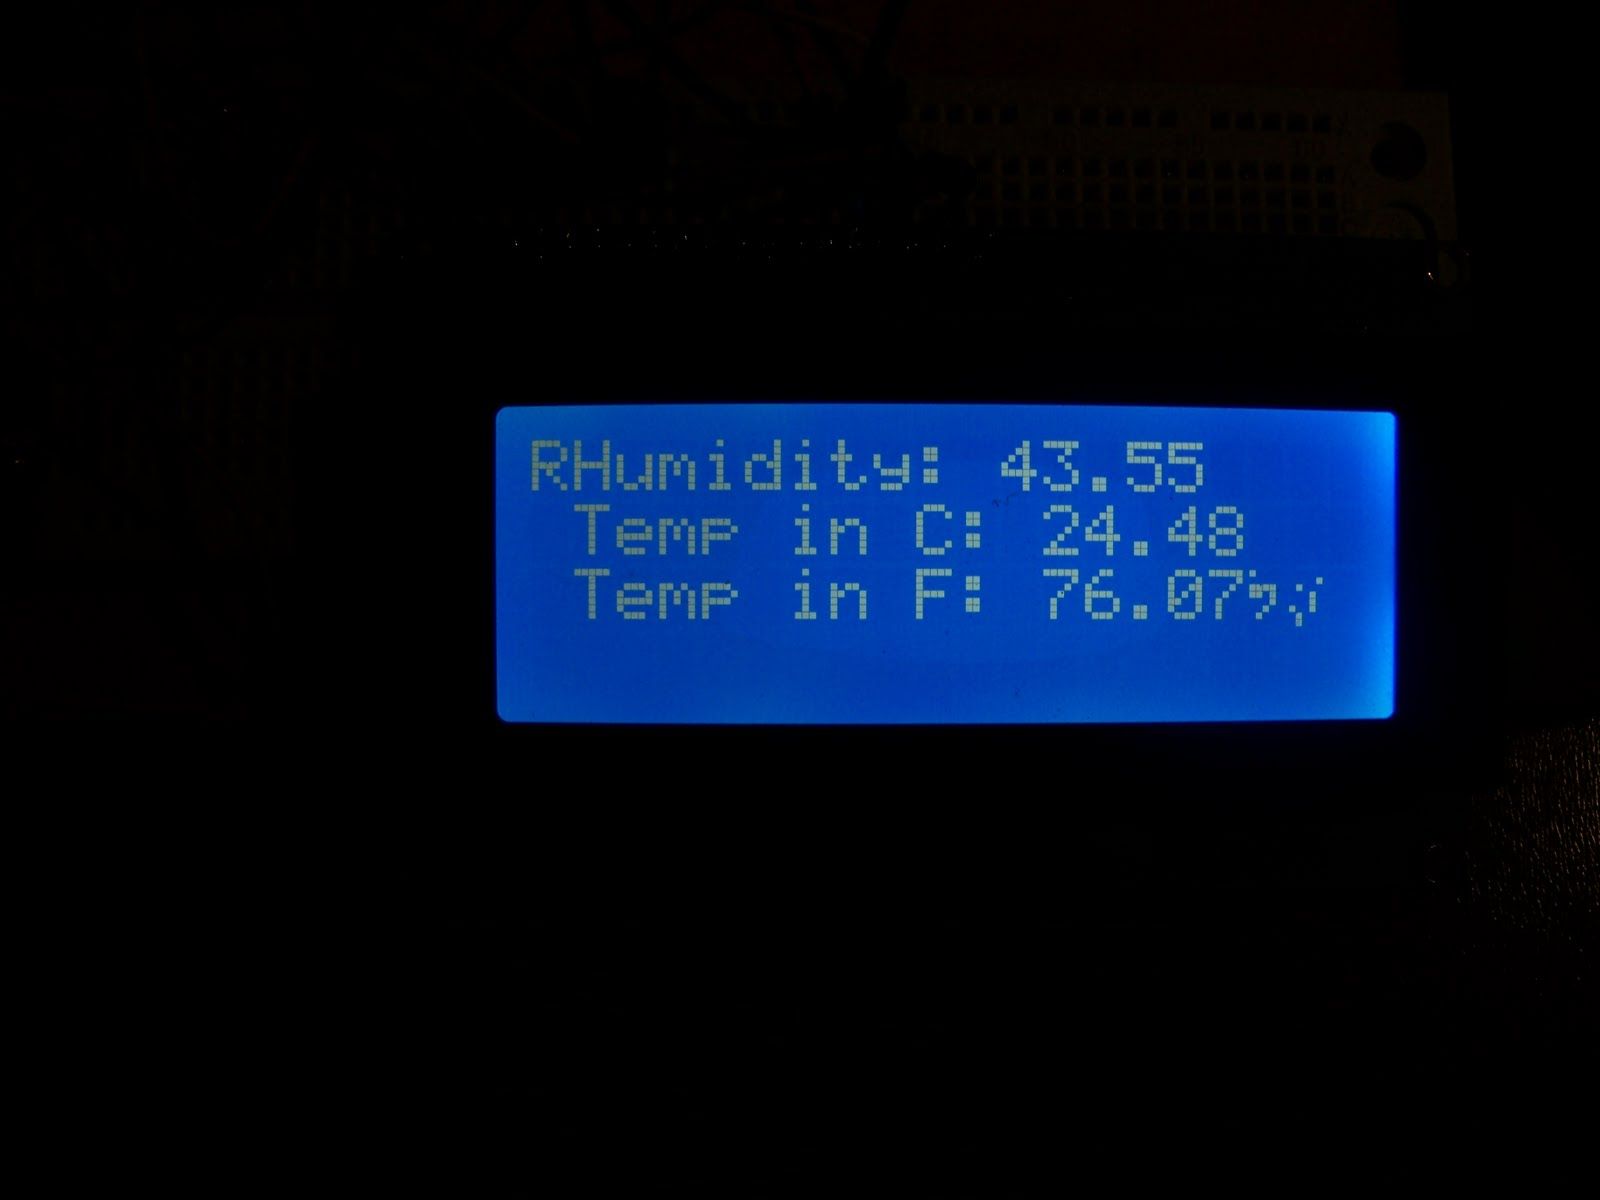 RHumidity: 43.55
Temp in C: 24.48
Temp in F: 76.07